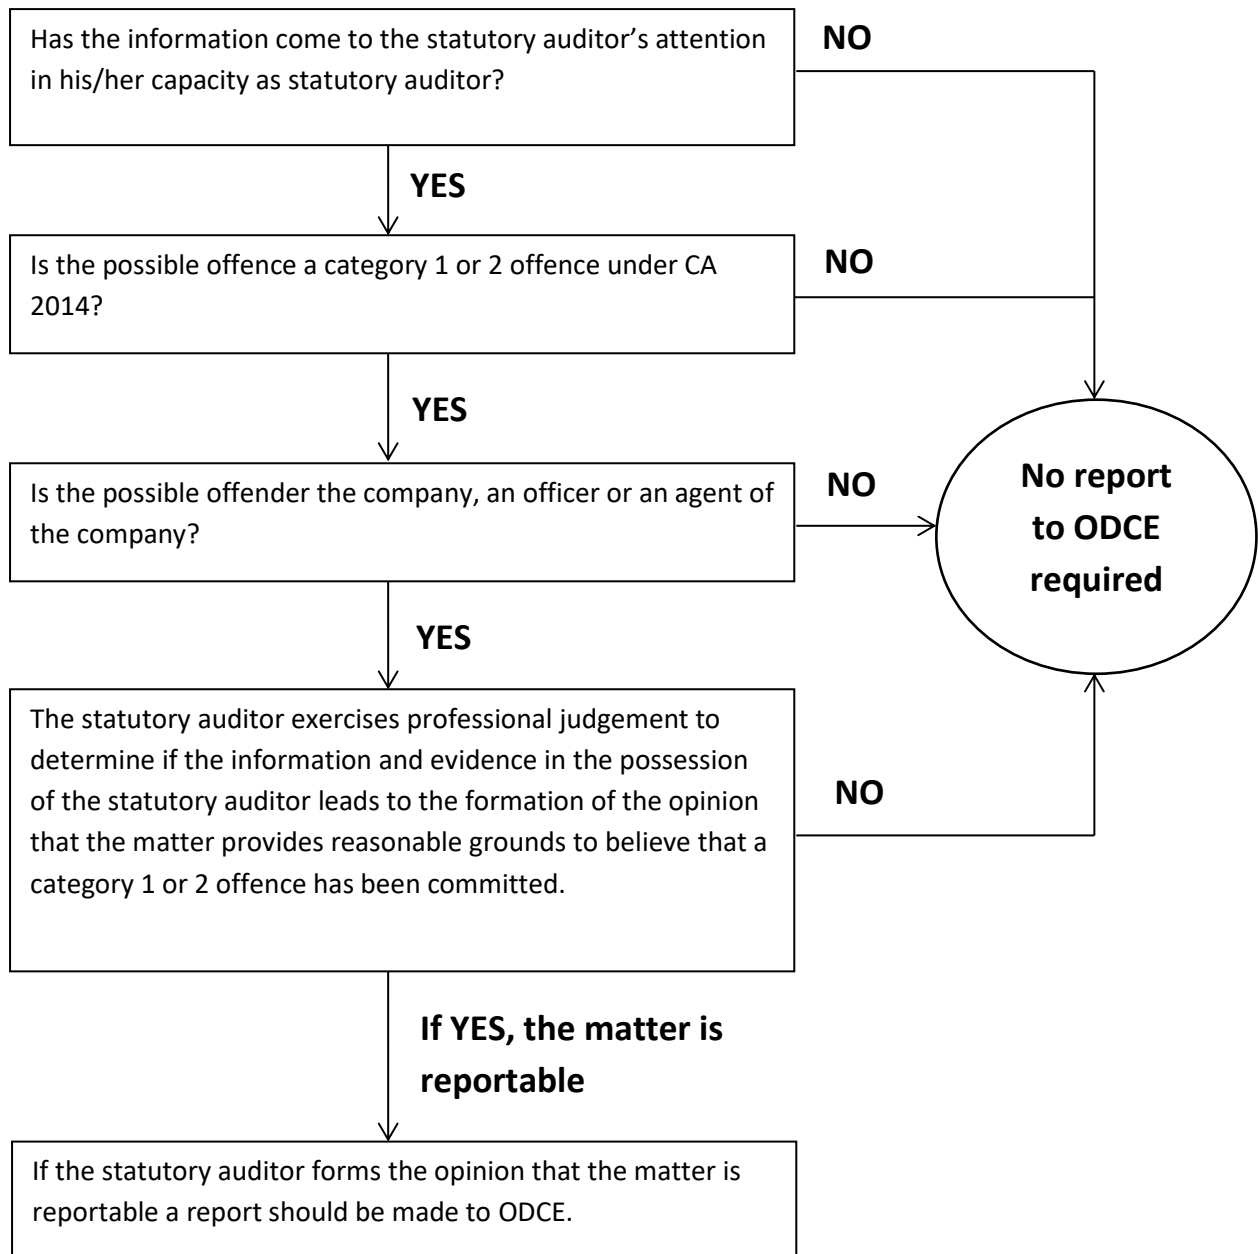 Has the information come to the statutory auditor’s attention
in his/her capacity as statutory auditor?
NO
YES
Is the possible offence a category 1 or 2 offence under CA
2014?
NO
YES
Is the possible offender the company, an officer or an agent of
the company?
NO
No report
to ODCE
required
YES
The statutory auditor exercises professional judgement to
determine if the information and evidence in the possession
of the statutory auditor leads to the formation of the opinion
that the matter provides reasonable grounds to believe that a
category 1 or 2 offence has been committed.
NO
If YES, the matter is
reportable
If the statutory auditor forms the opinion that the matter is
reportable a report should be made to ODCE.